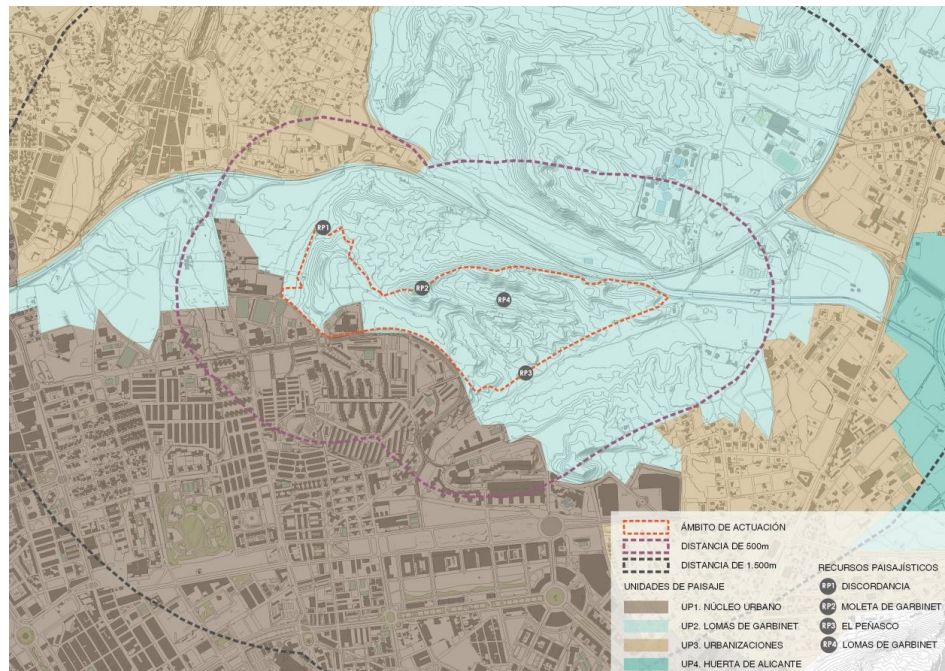 RP1
RP2
RP4
RP3
ÁMBITO DE ACTUACIÓN
DISTANCIA DE 500m
DISTANCIA DE 1.500m
UNIDADES DE PAISAJE
UP1. NÚCLEO URBANO
UP2. LOMAS DE GARBINET
UP3. URBANIZACIONES
UP4. HUERTA DE ALICANTE
RECURSOS PAISAJÍSTICOS
RP1 DISCORDANCIA
RP2 MOLETA DE GARBINET
RP3 EL PEÑASCO
RP4 LOMAS DE GARBINET